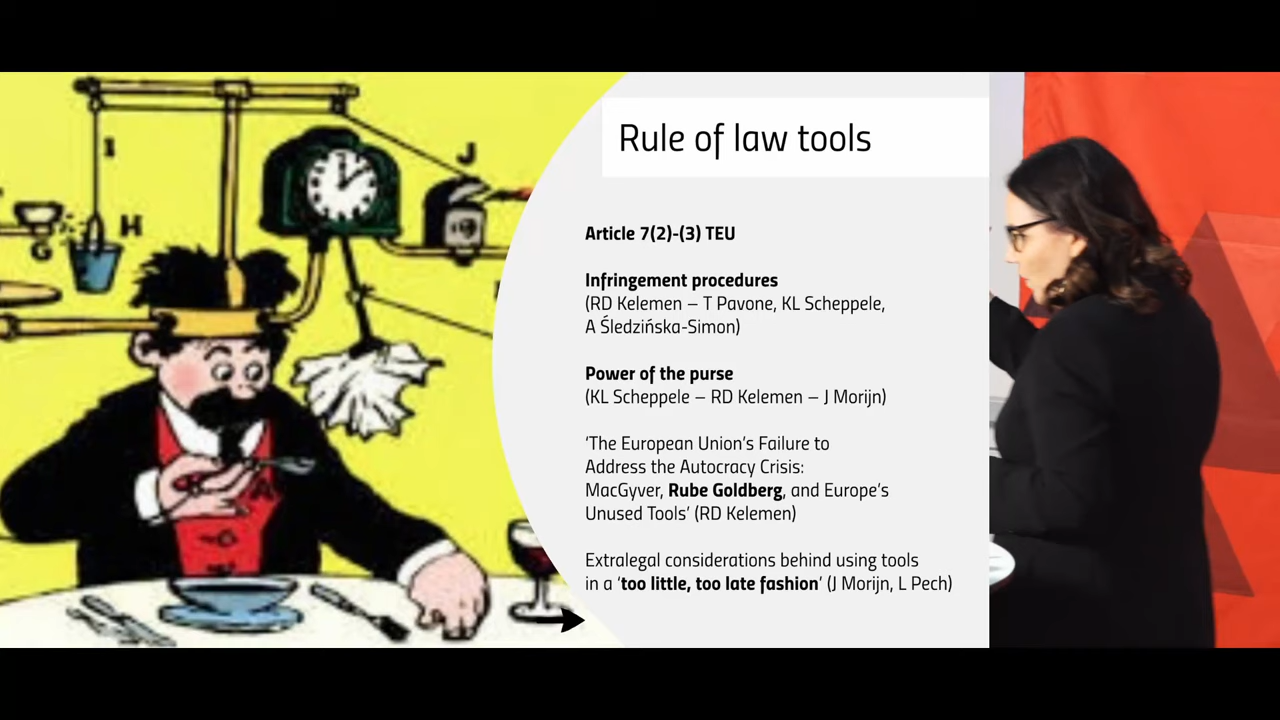 Rule of law tools
Article 7(2)-(3) TEU
Infringement procedures
(RD Kelemen – T Pavone, KL Scheppele,
A Śledzińska-Simon)
Power of the purse
(KL Scheppele – RD Kelemen – J Morijn)
‘The European Union’s Failure to
Address the Autocracy Crisis:
MacGyver, Rube Goldberg, and Europe’s
Unused Tools’ (RD Kelemen)
Extralegal considerations behind using tools
in a ‘too little, too late fashion’ (J Morijn, L Pech)
I
J
H
G
A